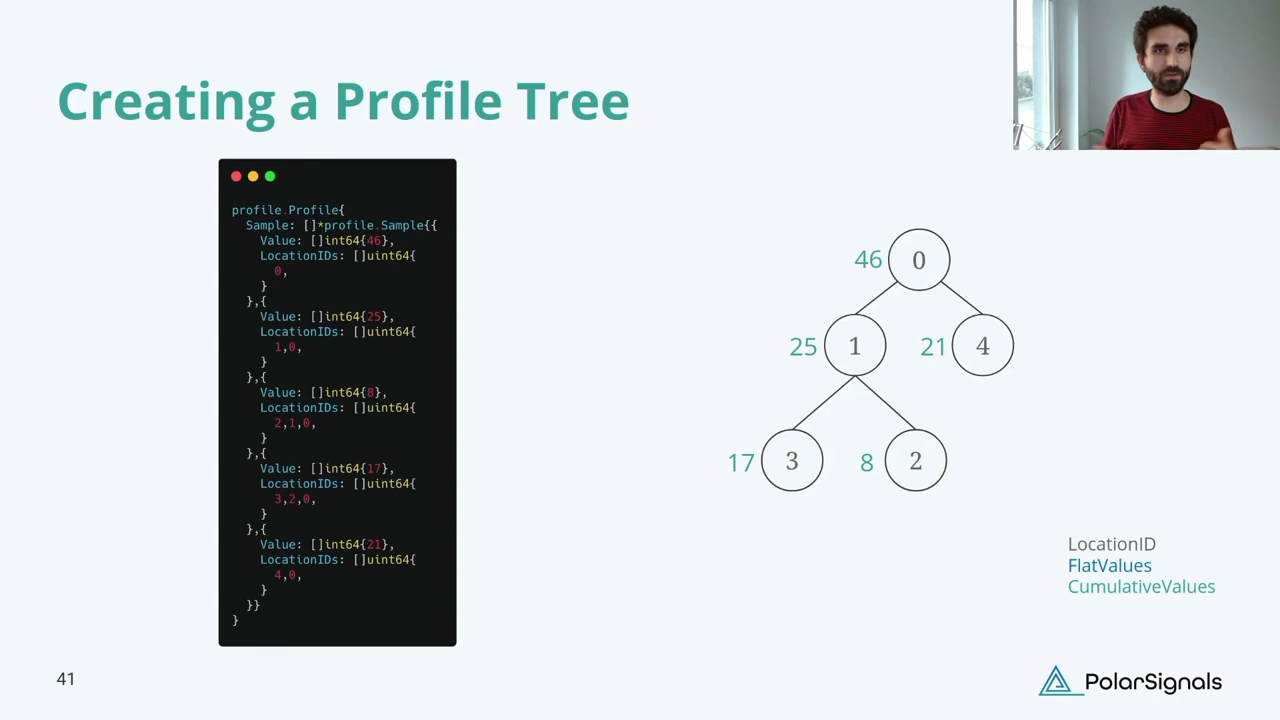 Creating a Profile Tree
profile.Profile{
Sample: []*profile.Sample{{
Value: []int64{46},
LocationIDs: []uint64{
0,
}
},{
Value: []int64{25},
LocationIDs: []uint64{
1,0,
}
},{
Value: []int64{8},
LocationIDs: []uint64{
2,1,0,
}
},{
Value: []int64{17},
LocationIDs: []uint64{
3,2,0,
}
},{
Value: []int64{21},
LocationIDs: []uint64{
4,0,
}
}}
}
46 0
25 1 21 4
17 3 8 2
LocationID
FlatValues
CumulativeValues
41
PolarSignals